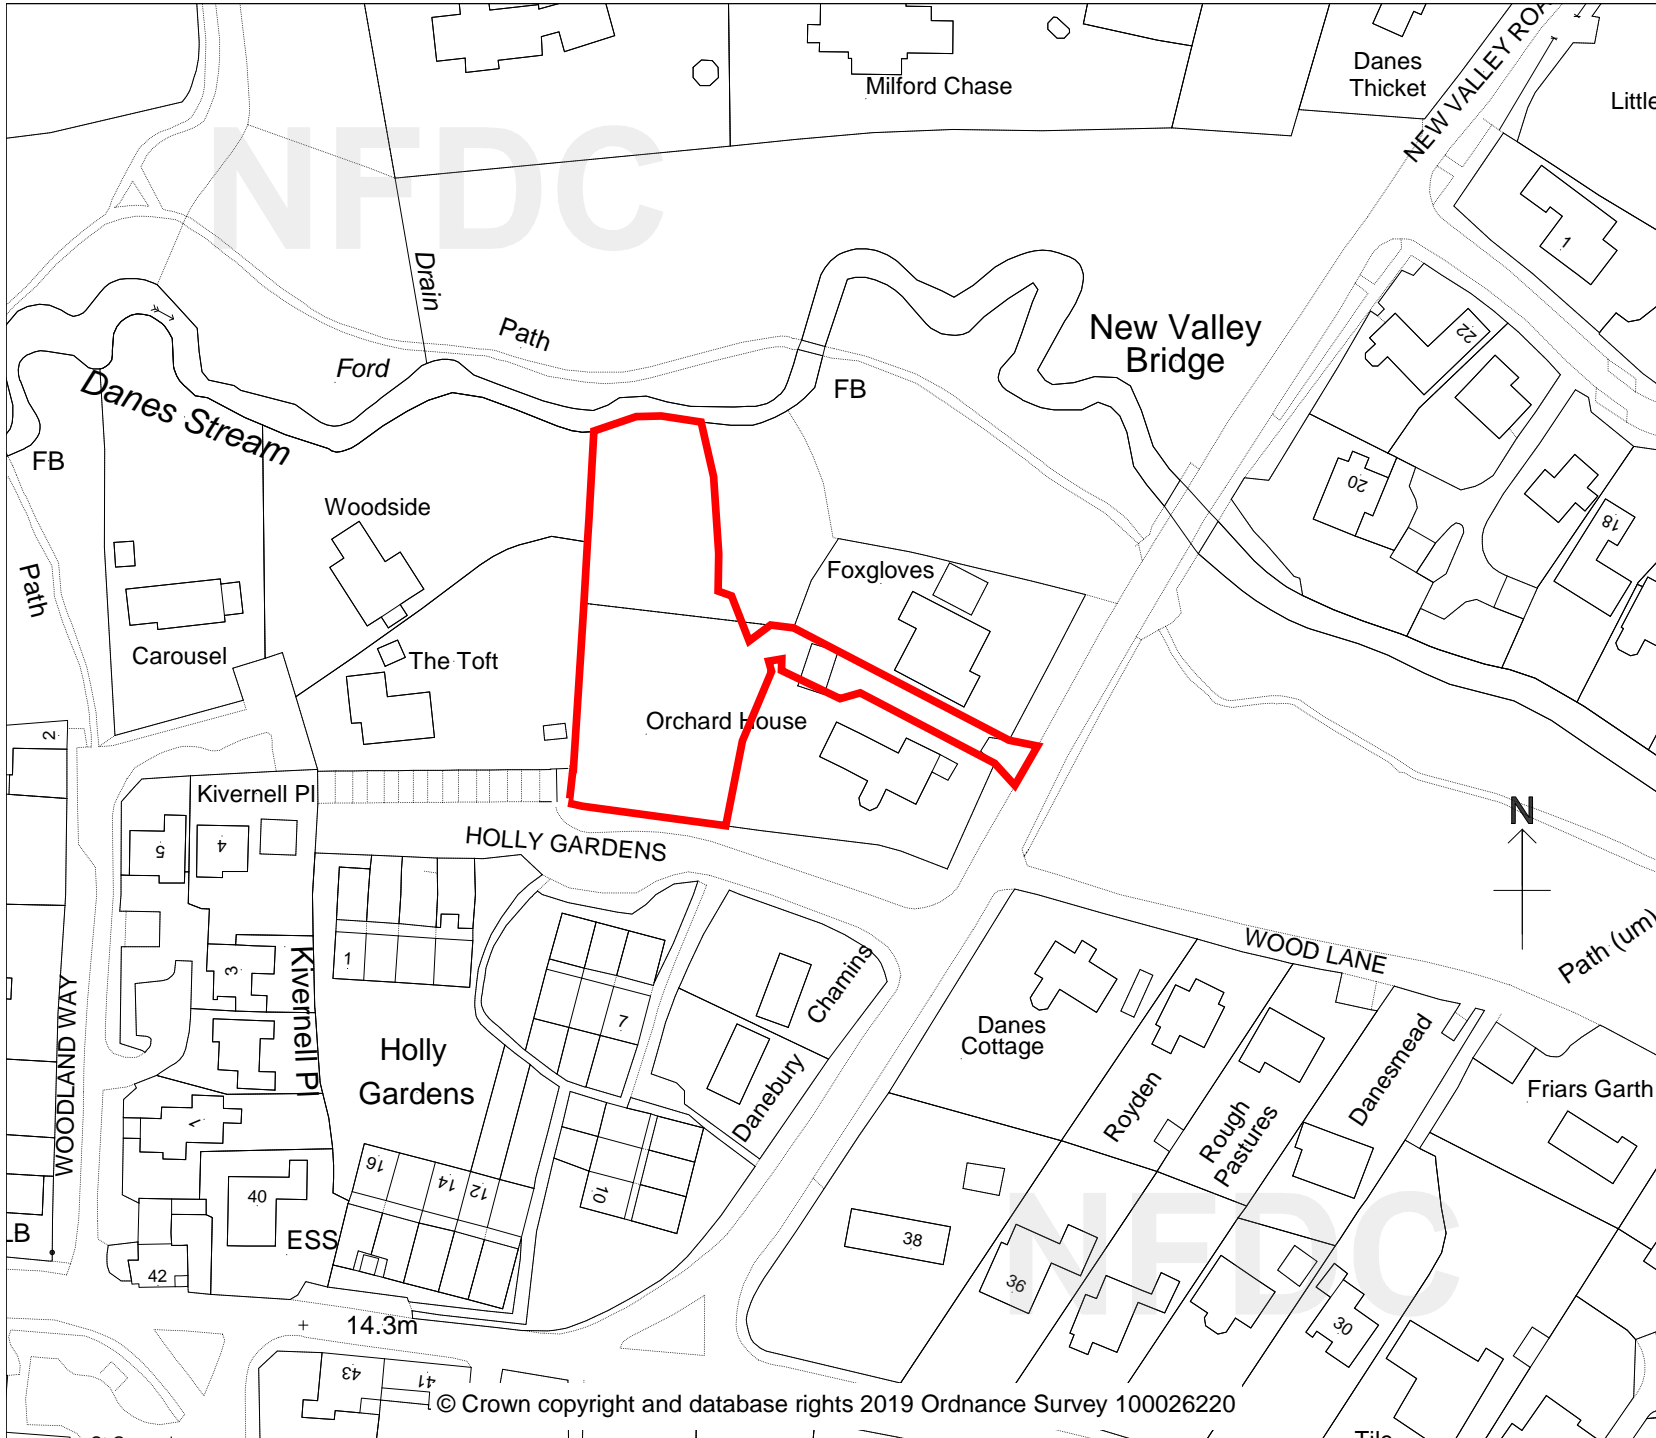 Milford Chase
Danes
Thicket
NEW VALLEY ROA
Little
NFDC
1
Drain
Path
Ford
New Valley
Bridge
FB
22
Danes Stream
FB
20
18
Woodside
Path
Foxgloves
Carousel
The Toft
Orchard House
2
Kivernell Pl
HOLLY GARDENS
5
4
N
WOOD LANE
Path (um)
1
3
Kivernell Pl
WOODLAND WAY
7
Chamins
Danes
Cottage
Holly
Gardens
Danebury
Royden
Rough
Pastures
Danesmead
Friars Garth
1
16
14
12
10
40
ESS
LB
42
38
36
30
NFDC
14.3m
43
41
© Crown copyright and database rights 2019 Ordnance Survey 100026220